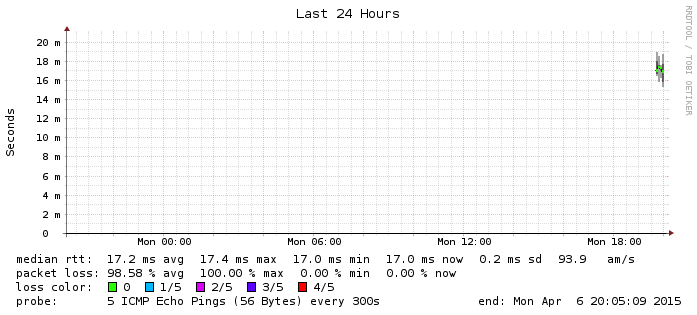 Last 24 Hours
RRDTOOL / TOBI OETIKER
Seconds
20 m
18 m
16 m
14 m
12 m
10 m
8 m
6 m
4 m
2 m
0
Mon 00:00 Mon 06:00 Mon 12:00 Mon 18:00
median rtt: 17.2 ms avg 17.4 ms max 17.0 ms min 17.0 ms now 0.2 ms sd 93.9 am/s
packet loss: 98.58 % avg 100.00 % max 0.00 % min 0.00 % now
loss color: 0 1/5 2/5 3/5 4/5
probe: 5 ICMP Echo Pings (56 Bytes) every 300s end: Mon Apr 6 20:05:09 2015